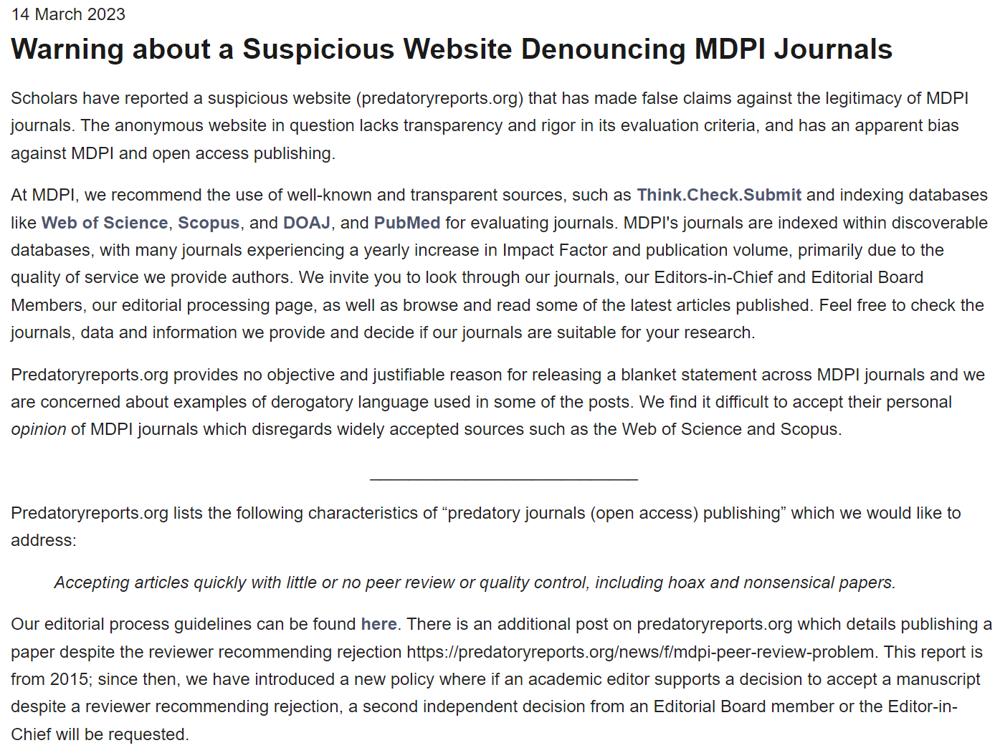 14 March 2023
Warning about a Suspicious Website Denouncing MDPI Journals
Scholars have reported a suspicious website (predatoryreports.org) that has made false claims against the legitimacy of MDPI
journals. The anonymous website in question lacks transparency and rigor in its evaluation criteria, and has an apparent bias
against MDPI and open access publishing.
At MDPI, we recommend the use of well-known and transparent sources, such as Think.Check.Submit and indexing databases
like Web of Science, Scopus, and DOAJ, and PubMed for evaluating journals. MDPI's journals are indexed within discoverable
databases, with many journals experiencing a yearly increase in Impact Factor and publication volume, primarily due to the
quality of service we provide authors. We invite you to look through our journals, our Editors-in-Chief and Editorial Board
Members, our editorial processing page, as well as browse and read some of the latest articles published. Feel free to check the
journals, data and information we provide and decide if our journals are suitable for your research.
Predatoryreports.org provides no objective and justifiable reason for releasing a blanket statement across MDPI journals and we
are concerned about examples of derogatory language used in some of the posts. We find it difficult to accept their personal
opinion of MDPI journals which disregards widely accepted sources such as the Web of Science and Scopus.
Predatoryreports.org lists the following characteristics of “predatory journals (open access) publishing” which we would like to
address:
Accepting articles quickly with little or no peer review or quality control, including hoax and nonsensical papers.
Our editorial process guidelines can be found here. There is an additional post on predatoryreports.org which details publishing a
paper despite the reviewer recommending rejection https://predatoryreports.org/news/f/mdpi-peer-review-problem. This report is
from 2015; since then, we have introduced a new policy where if an academic editor supports a decision to accept a manuscript
despite a reviewer recommending rejection, a second independent decision from an Editorial Board member or the Editor-in-
Chief will be requested.